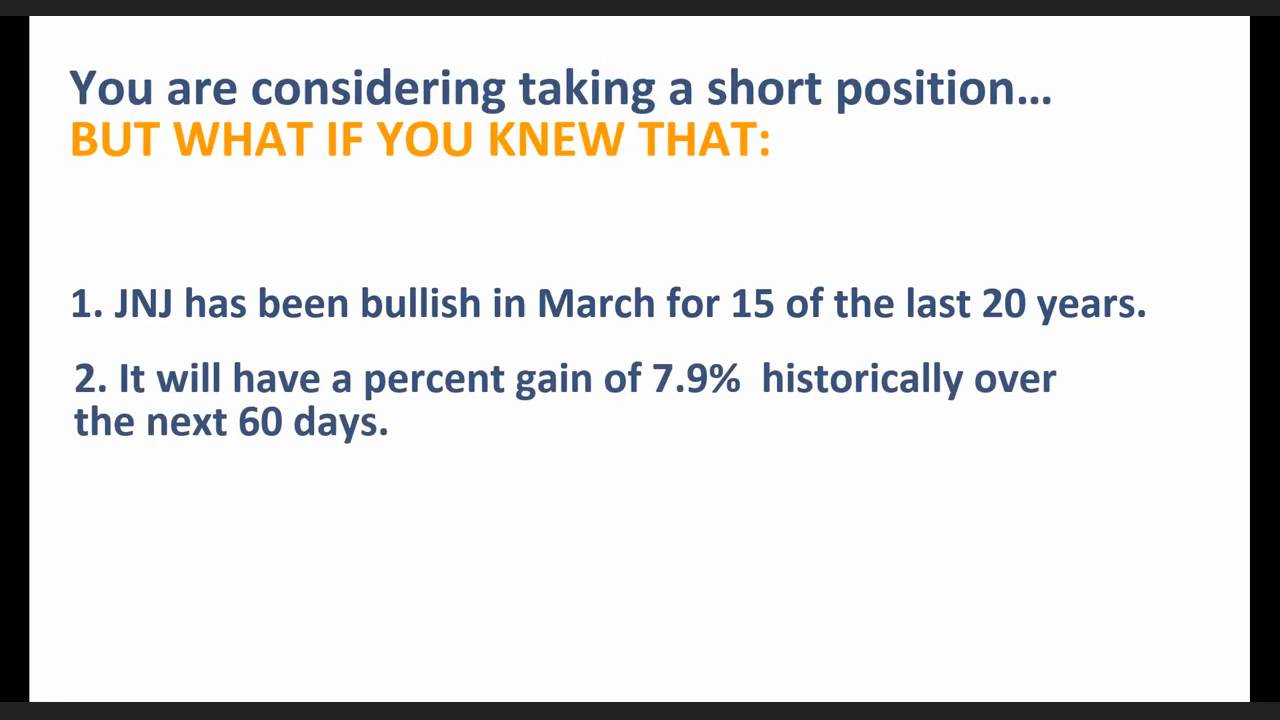 You are considering taking a short position…
BUT WHAT IF YOU KNEW THAT:
1. JNJ has been bullish in March for 15 of the last 20 years.
2. It will have a percent gain of 7.9%  historically over
the next 60 days.